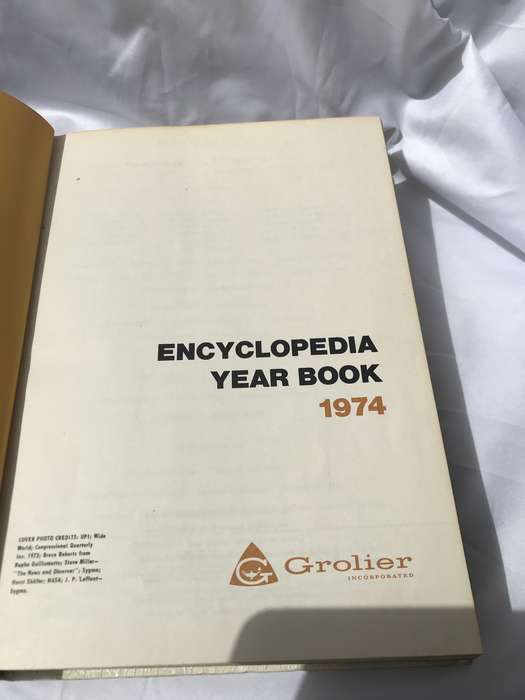 ENCYCLOPEDIA
YEAR BOOK
1974
COVER PHOTO CREDITS: UPI; Wide
World; Congressional Quarterly
Inc. 1973; Bruce Roberts from
Rapho Guillumette; Steve Miller—
"The News and Observer"; Sygma;
Horst Shäfer; NASA; J. P. Laffont—
Sygma.
G
Grolier
INCORPORATED